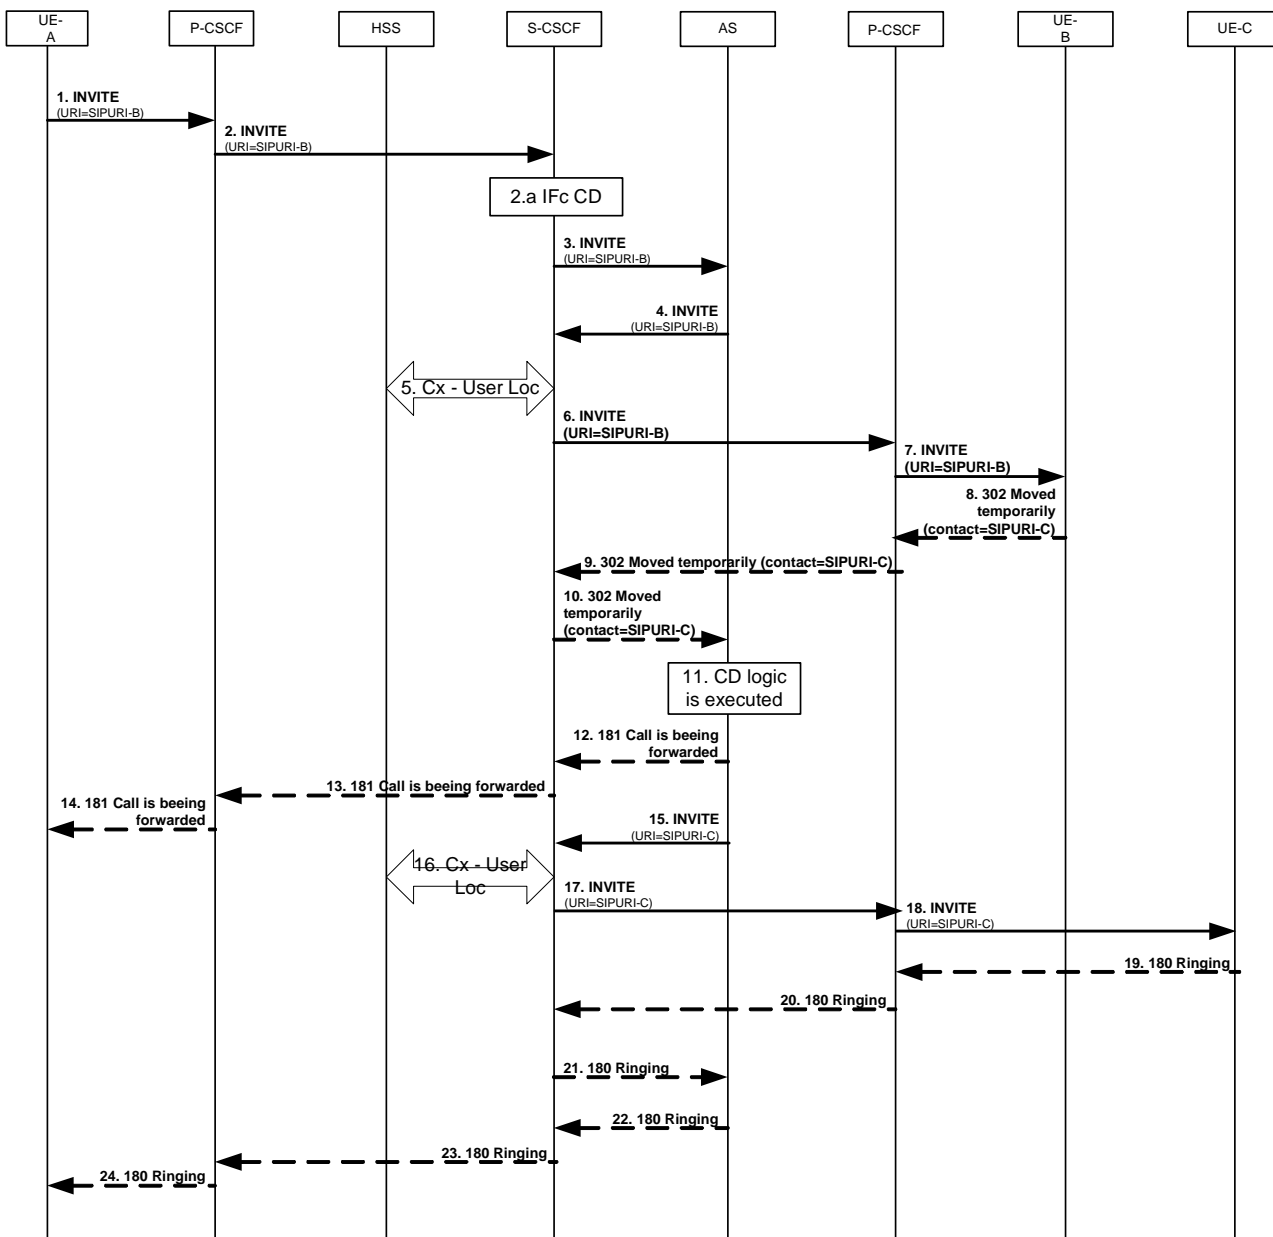 UE-
A
P-CSCF
HSS
S-CSCF
AS
P-CSCF
UE-
B
UE-C
1. INVITE
(URI=SIPURI-B)
2. INVITE
(URI=SIPURI-B)
2.a IFc CD
3. INVITE
(URI=SIPURI-B)
4. INVITE
(URI=SIPURI-B)
5. Cx - User Loc
6. INVITE
(URI=SIPURI-B)
7. INVITE
(URI=SIPURI-B)
8. 302 Moved
temporarily
(contact=SIPURI-C)
9. 302 Moved temporarily (contact=SIPURI-C)
10. 302 Moved
temporarily
(contact=SIPURI-C)
11. CD logic
is executed
12. 181 Call is beeing
forwarded
13. 181 Call is beeing forwarded
14. 181 Call is beeing
forwarded
15. INVITE
(URI=SIPURI-C)
16. Cx - User
Loc
17. INVITE
(URI=SIPURI-C)
18. INVITE
(URI=SIPURI-C)
19. 180 Ringing
20. 180 Ringing
21. 180 Ringing
22. 180 Ringing
23. 180 Ringing
24. 180 Ringing